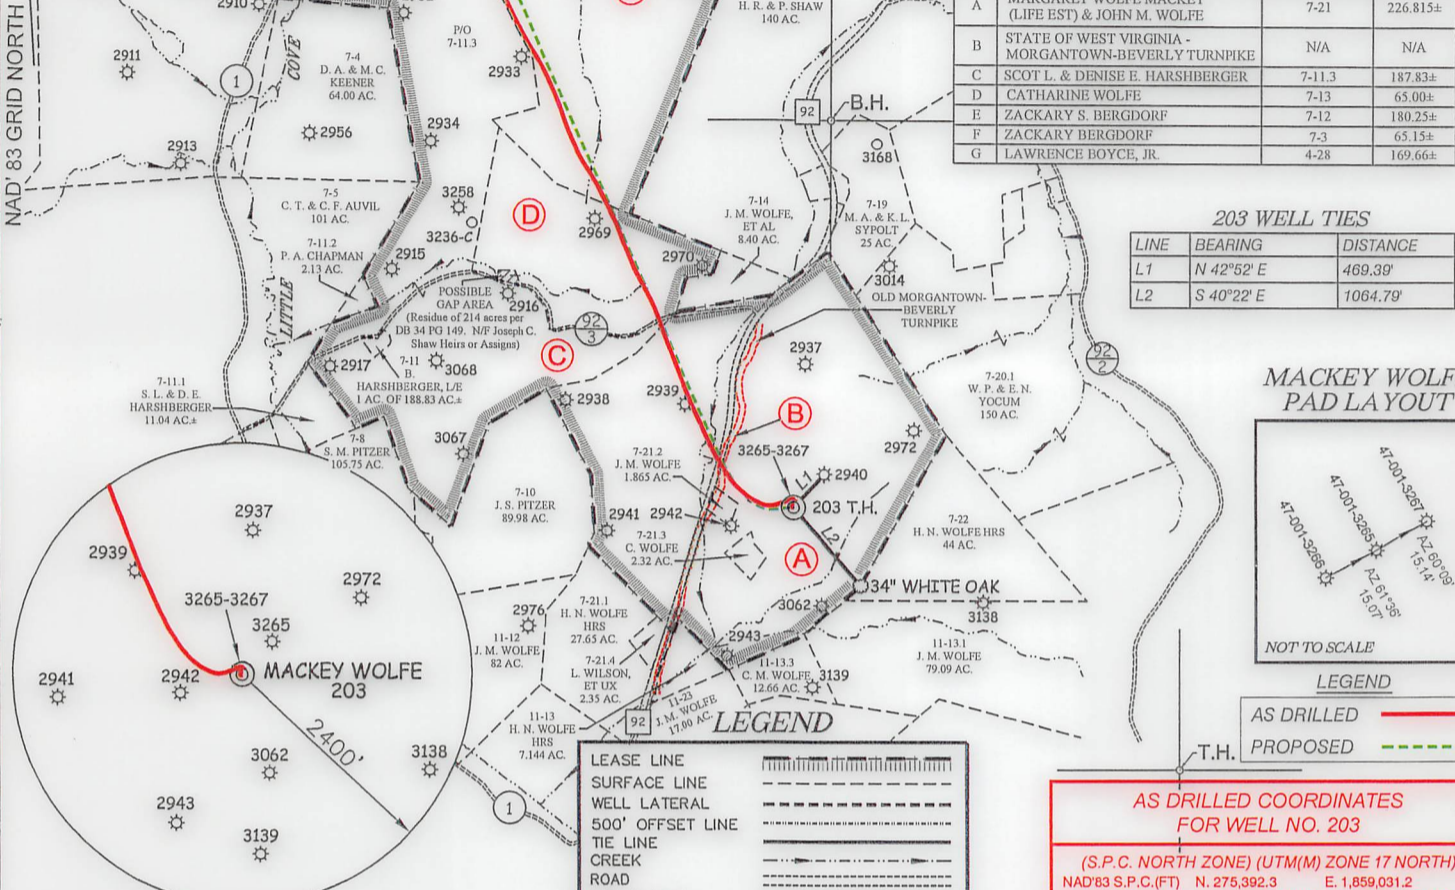 NAD' 83 GRID NORTH
2910
2911
1
COVE
7-4
D. A. & M. C.
KEENER
64.00 AC.
2956
2913
P/O
7-11.3
2933
2934
7-5
C. T. & C. F. AUVIL
101 AC.
7-11.2
P. A. CHAPMAN
2.13 AC.
LITTLE
3258
3236-C
2915
D
2969
2970
H. R. & P. SHAW
140 AC.
7-14
J. M. WOLFE,
ET AL
8.40 AC.
92
B.H.
3168
7-19
M. A. & K. L.
SYPOLT
25 AC.
3014
OLD MORGANTOWN-
BEVERLY
TURNPIKE
POSSIBLE
GAP AREA
2916
(Residue of 214 acres per
DB 34 PG 149. N/F Joseph C.
Shaw Heirs or Assigns)
92
3
C
7-11
B.
HARSHBERGER, L/E
1 AC. OF 188.83 AC.±
3068
2917
7-11.1
S. L. & D. E.
HARSHBERGER
11.04 AC.±
7-8
S. M. PITZER
105.75 AC.
3067
2938
2939
2937
B
3265-3267
2972
2940
L1
203 T.H.
L2
7-20.1
W. P. & E. N.
YOCUM
150 AC.
92
2
7-21.2
J. M. WOLFE
1.865 AC.
7-10
J. S. PITZER
89.98 AC.
2941
2942
7-21.3
C. WOLFE
2.32 AC.
A
7-22
H. N. WOLFE HRS
44 AC.
34" WHITE OAK
3062
3138
2943
2976
11-12
J. M. WOLFE
82 AC.
7-21.1
H. N. WOLFE
HRS
27.65 AC.
7-21.4
L. WILSON,
ET UX
2.35 AC.
11-13.3
C. M. WOLFE
12.66 AC.
3139
11-13.1
J. M. WOLFE
79.09 AC.
11-23
J. M. WOLFE
17.00 AC.
11-13
H. N. WOLFE
HRS
7.144 AC.
92
1
2937
2939
2972
3265-3267
3265
MACKEY WOLFE
203
2941
2942
2400'
3062
3138
2943
3139
LEGEND
LEASE LINE
SURFACE LINE
WELL LATERAL
500' OFFSET LINE
TIE LINE
CREEK
ROAD
A MARGARET WOLFE MACKEY (LIFE EST) & JOHN M. WOLFE 7-21 226.815±
B STATE OF WEST VIRGINIA - MORGANTOWN-BEVERLY TURNPIKE N/A N/A
C SCOT L. & DENISE E. HARSHBERGER 7-11.3 187.83±
D CATHARINE WOLFE 7-13 65.00±
E ZACKARY S. BERGDORF 7-12 180.25±
F ZACKARY BERGDORF 7-3 65.15±
G LAWRENCE BOYCE, JR. 4-28 169.66±
203 WELL TIES
LINE BEARING DISTANCE
L1 N 42°52' E 469.39'
L2 S 40°22' E 1064.79'
MACKEY WOLF
PAD LAYOUT
47-001-3267
47-001-3265
47-001-3266
AZ 60°09'
15.14'
AZ 61°36'
15.07'
NOT TO SCALE
LEGEND
AS DRILLED
PROPOSED
T.H.
AS DRILLED COORDINATES
FOR WELL NO. 203
(S.P.C. NORTH ZONE) (UTM(M) ZONE 17 NORTH)
NAD'83 S.P.C.(FT) N. 275,392.3 E. 1,859,031.2